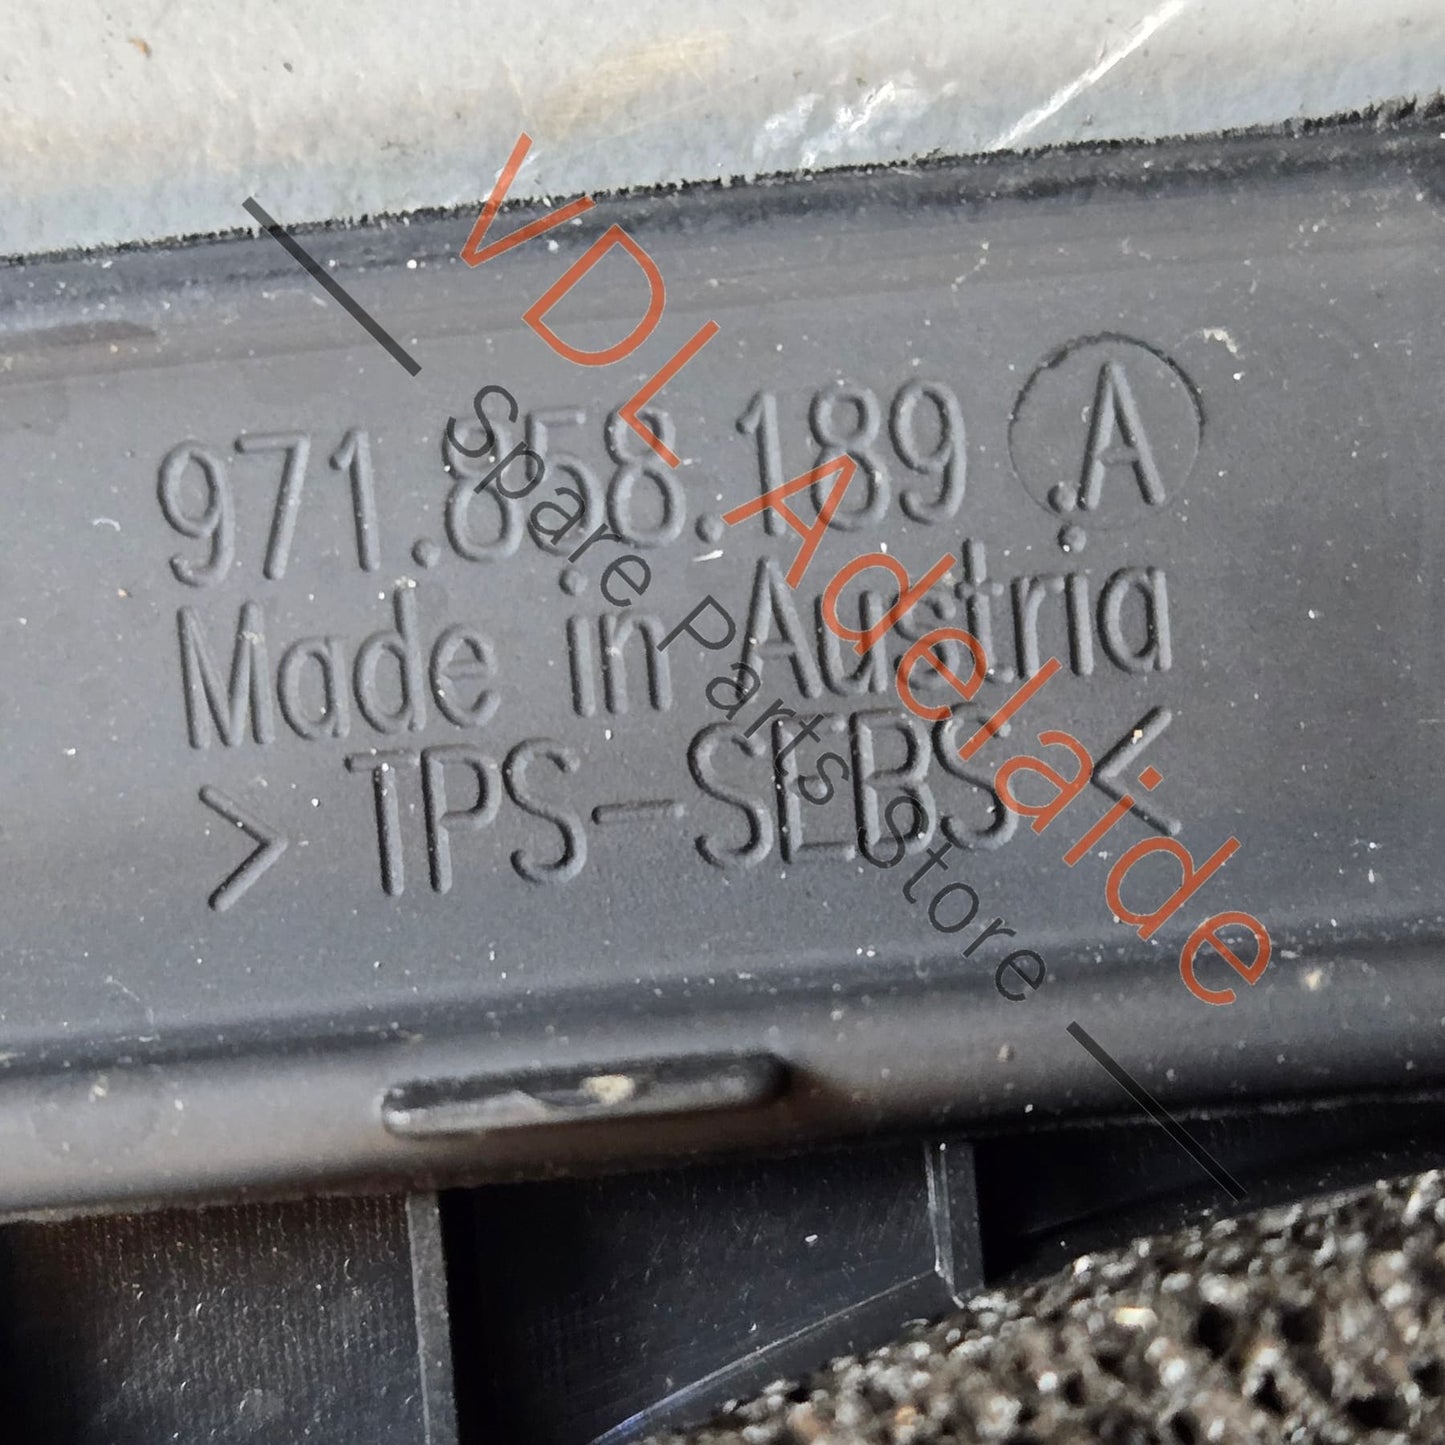 971.858.189 .A
Made in Austria
> TPS-SEBS <
VDL Adelaide
Spare Parts Store